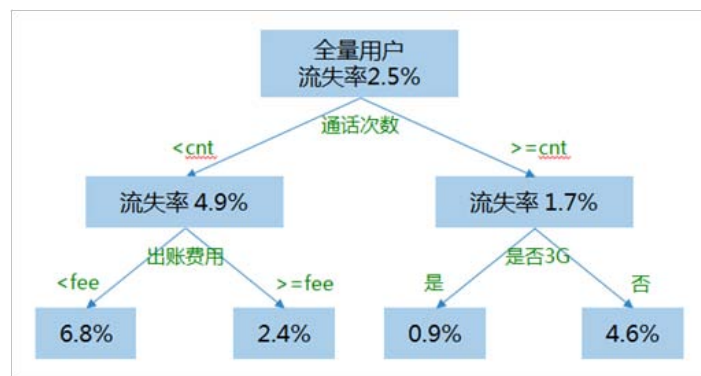 全量用户
流失率2.5%
通话次数
<cnt
>=cnt
流失率 4.9%
流失率 1.7%
出账费用
是否3G
<fee
>=fee
是
否
6.8%
2.4%
0.9%
4.6%